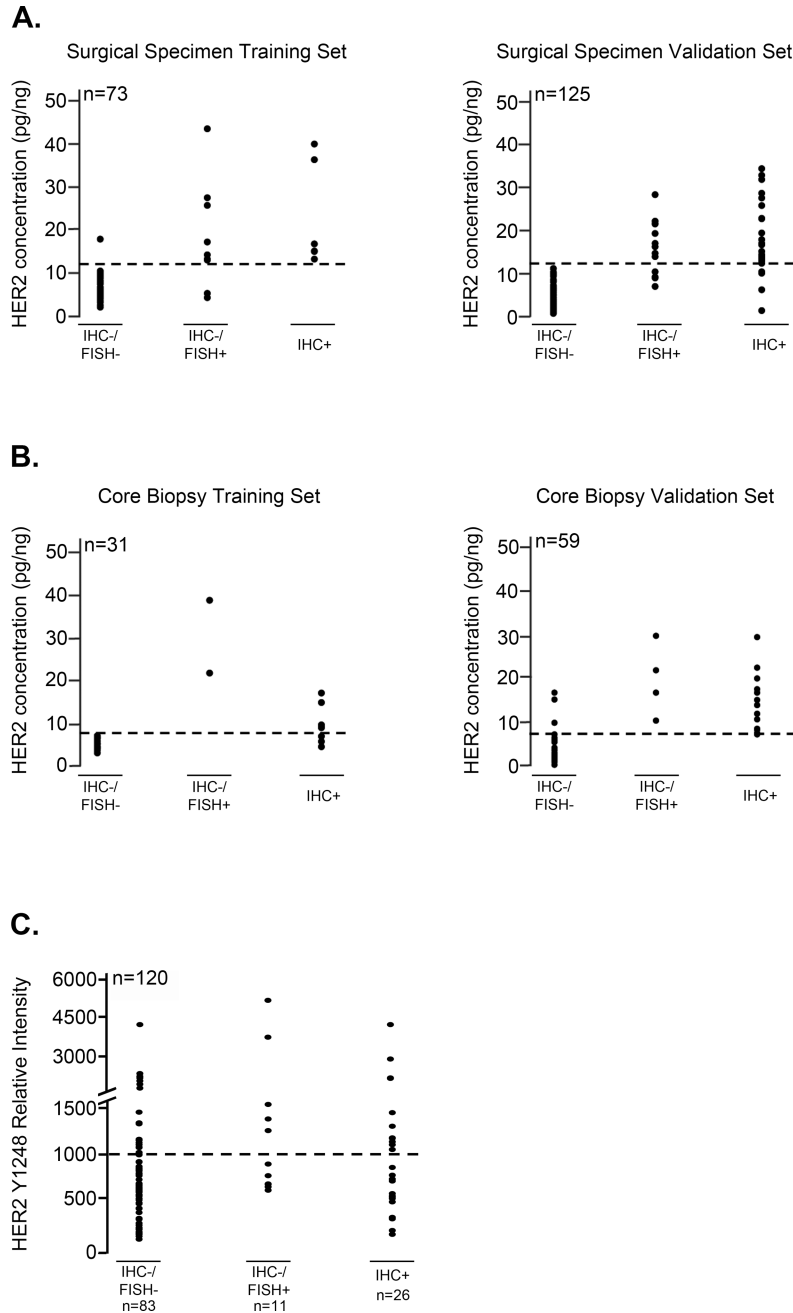 A.
Surgical Specimen Training Set
HER2 concentration (pg/ng)
n=73
50
40
30
20
10
0
IHC-/
FISH-
IHC-/
FISH+
IHC+
Surgical Specimen Validation Set
HER2 concentration (pg/ng)
n=125
50
40
30
20
10
0
IHC-/
FISH-
IHC-/
FISH+
IHC+
B.
Core Biopsy Training Set
HER2 concentration (pg/ng)
n=31
50
40
30
20
10
0
IHC-/
FISH-
IHC-/
FISH+
IHC+
Core Biopsy Validation Set
HER2 concentration (pg/ng)
n=59
50
40
30
20
10
0
IHC-/
FISH-
IHC-/
FISH+
IHC+
C.
HER2 Y1248 Relative Intensity
n=120
6000
4500
3000
1500
1000
500
0
IHC-/
FISH-
n=83
IHC-/
FISH+
n=11
IHC+
n=26